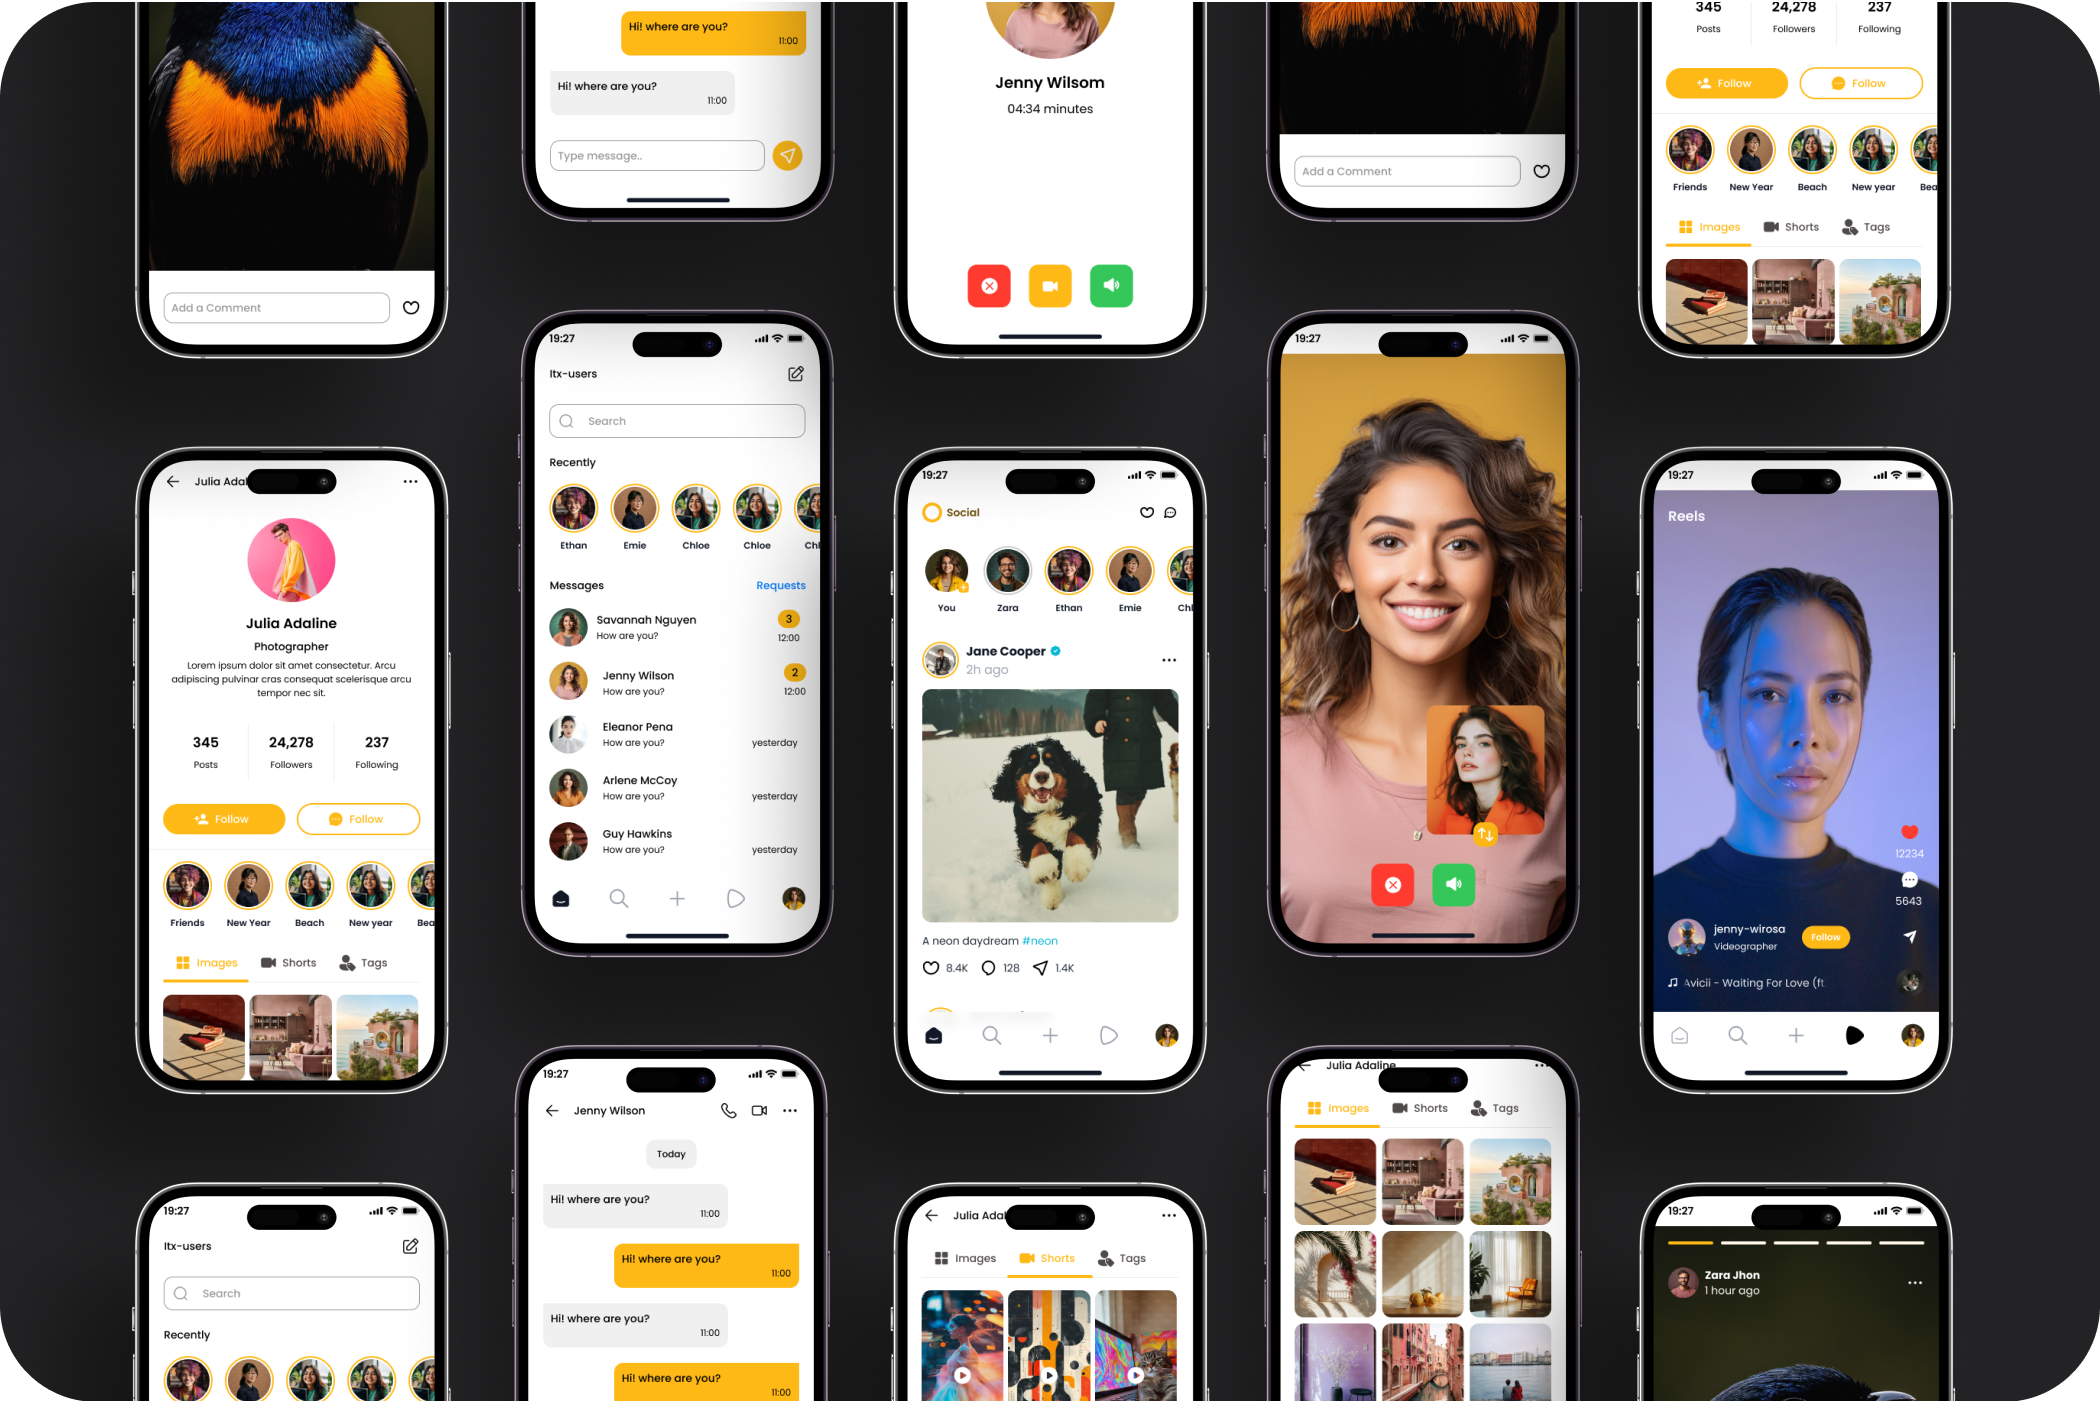 Add a Comment
Julia Adal
Julia Adaline
Photographer
Lorem ipsum dolor sit amet consectetur. Arcu
adipiscing pulvinar cras consequat scelerisque arcu
tempor nec sit.
345
24,278
237
Posts
Followers
Following
Follow
Follow
Friends
New Year
Beach
New year
Bea
Images
Shorts
Tags
19:27
Itx-users
Search
Recently
Hi! where are you?
11:00
Hi! where are you?
11:00
Type message..
19:27
Itx-users
Search
Recently
Ethan
Emie
Chloe
Chloe
Chl
Messages
Requests
Savannah Nguyen
3
How are you?
12:00
Jenny Wilson
2
How are you?
12:00
Eleanor Pena
How are you?
yesterday
Arlene McCoy
How are you?
yesterday
Guy Hawkins
How are you?
yesterday
19:27
Jenny Wilson
Today
Hi! where are you?
11:00
Hi! where are you?
11:00
Hi! where are you?
11:00
Hi! where are you?
11:00
Jenny Wilsom
04:34 minutes
19:27
Social
You
Zara
Ethan
Emie
Chl
Jane Cooper
2h ago
A neon daydream #neon
8.4K
128
1.4K
Julia Adal
Images
Shorts
Tags
Add a Comment
19:27
Julia Adaline
Images
Shorts
Tags
345
24,278
237
Posts
Followers
Following
Follow
Follow
Friends
New Year
Beach
New year
Bea
Images
Shorts
Tags
19:27
Reels
12234
5643
jenny-wirosa
Videographer
Follow
Avicii - Waiting For Love (ft
19:27
Zara Jhon
1 hour ago